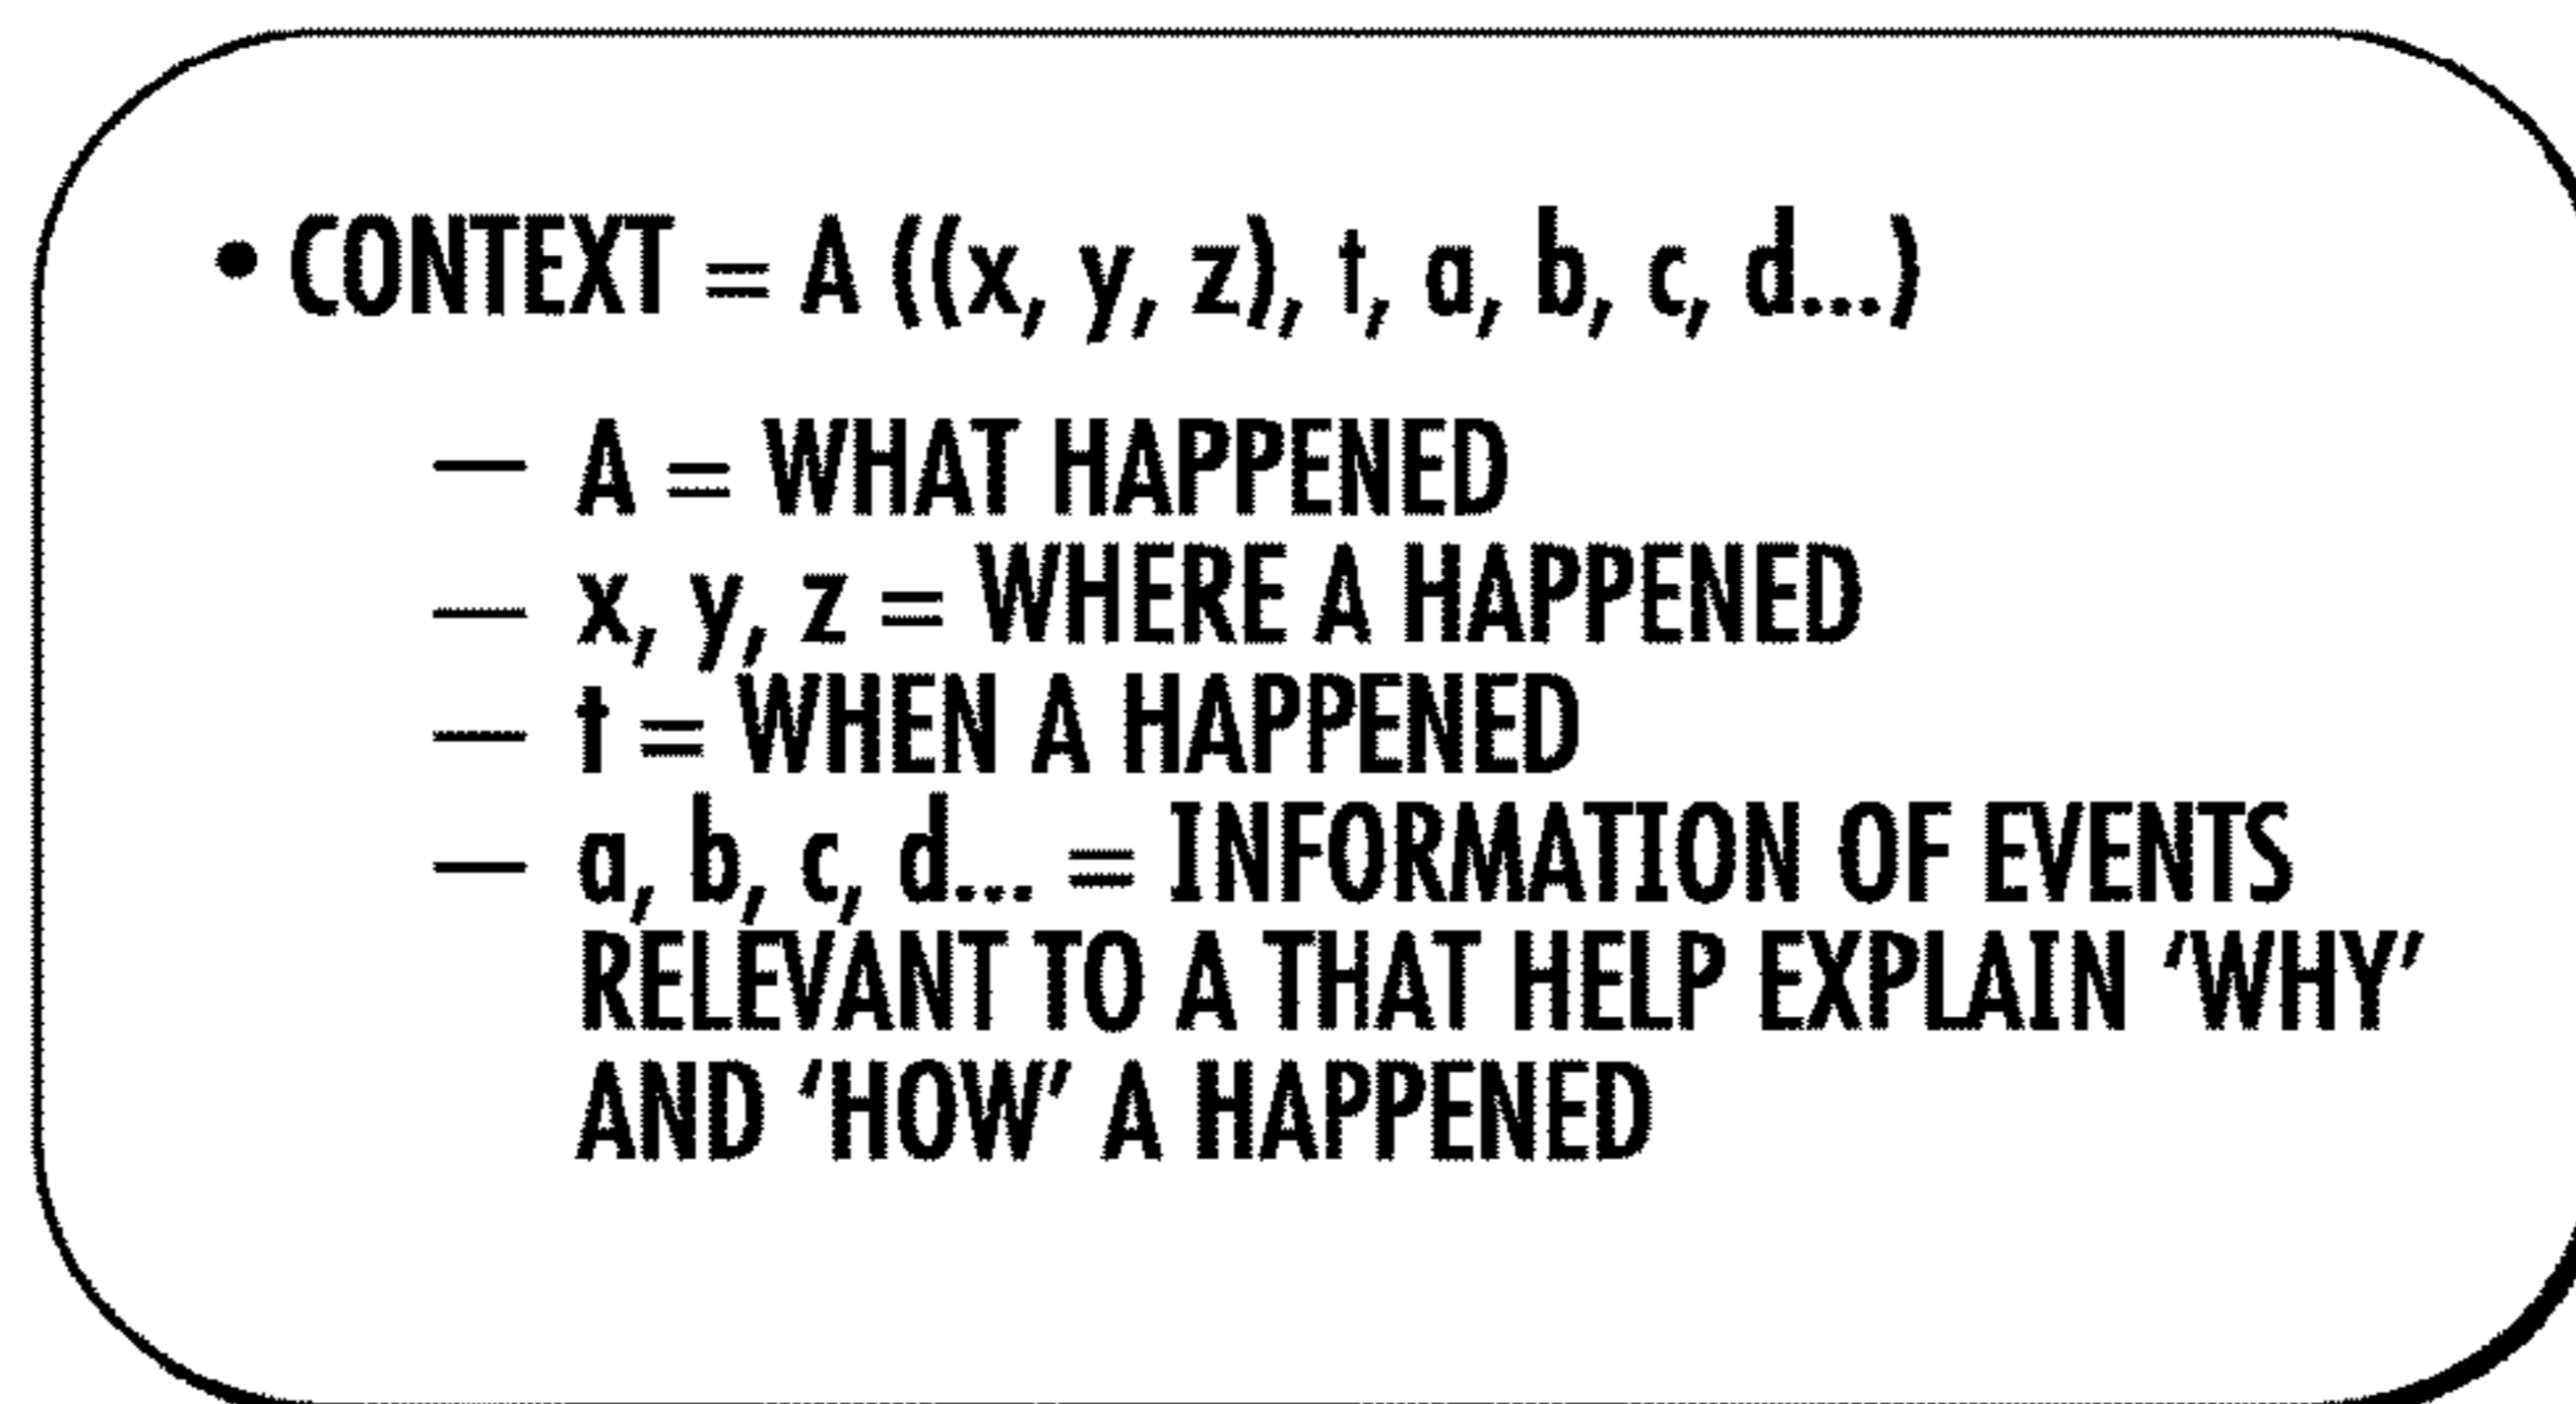 • CONTEXT = A ((x, y, z), t, a, b, c, d...)
— A = WHAT HAPPENED
— x, y, z = WHERE A HAPPENED
— t = WHEN A HAPPENED
— a, b, c, d... = INFORMATION OF EVENTS
RELEVANT TO A THAT HELP EXPLAIN 'WHY'
AND 'HOW' A HAPPENED